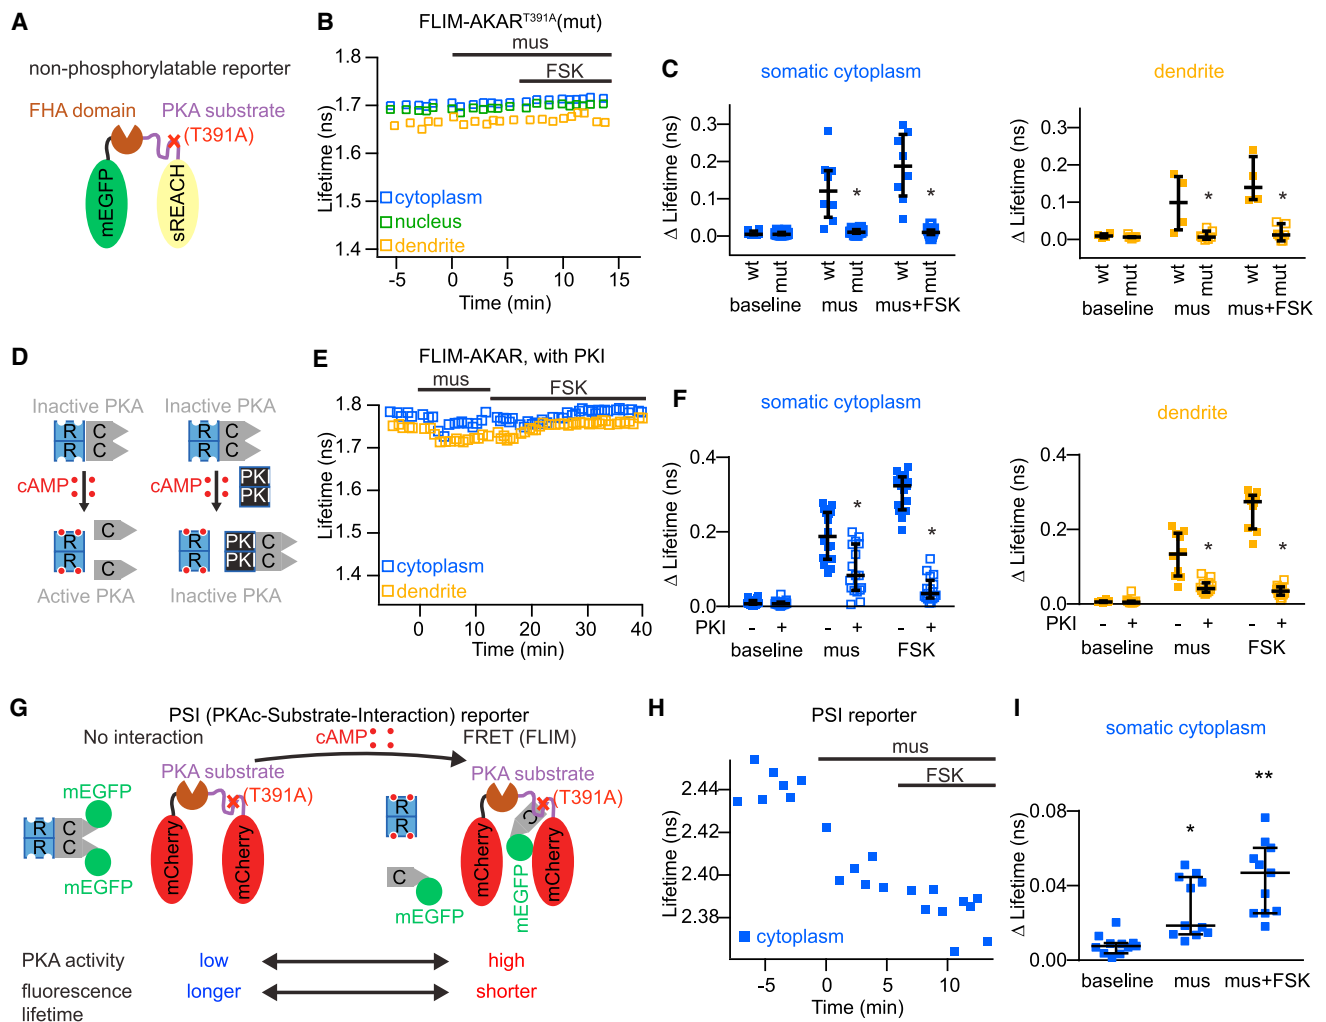 A
non-phosphorylatable reporter
FHA domain
PKA substrate
(T391A)
mEGFP
sREACH
B
FLIM-AKART391A(mut)
mus
FSK
1.8
1.7
1.6
1.5
1.4
Lifetime (ns)
cytoplasm
nucleus
dendrite
-5 0 5 10 15
Time (min)
C
somatic cytoplasm
0.3
0.2
0.1
0.0
Δ Lifetime (ns)
* *
wt mut wt mut wt mut
baseline mus mus+FSK
dendrite
0.3
0.2
0.1
0.0
Δ Lifetime (ns)
* *
wt mut wt mut wt mut
baseline mus mus+FSK
D
Inactive PKA Inactive PKA
R C R C
R C R C
cAMP cAMP PKI
PKI
R C R PKI C
R C R PKI C
Active PKA Inactive PKA
E
FLIM-AKAR, with PKI
mus FSK
1.8
1.7
1.6
1.5
1.4
Lifetime (ns)
cytoplasm
dendrite
0 10 20 30 40
Time (min)
F
somatic cytoplasm
0.4
0.2
0.0
Δ Lifetime (ns)
* *
PKI - + - + - +
baseline mus FSK
dendrite
0.4
0.2
0.0
Δ Lifetime (ns)
* *
- + - + - +
baseline mus FSK
G
PSI (PKAc-Substrate-Interaction) reporter
No interaction cAMP FRET (FLIM)
PKA substrate PKA substrate
mEGFP (T391A) (T391A)
R C R C
R C R
mCherry mCherry mCherry mCherry
mEGFP C mEGFP mEGFP
PKA activity low high
fluorescence lifetime longer shorter
H
PSI reporter
mus
FSK
2.44
2.42
2.40
2.38
Lifetime (ns)
cytoplasm
-5 0 5 10
Time (min)
I
somatic cytoplasm
0.08
0.04
0.00
Δ Lifetime (ns)
* **
baseline mus mus+FSK